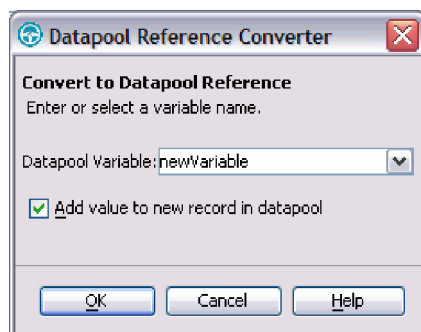 Datapool Reference Converter
Convert to Datapool Reference
Enter or select a variable name.
Datapool Variable: newVariable
Add value to new record in datapool
OK Cancel Help